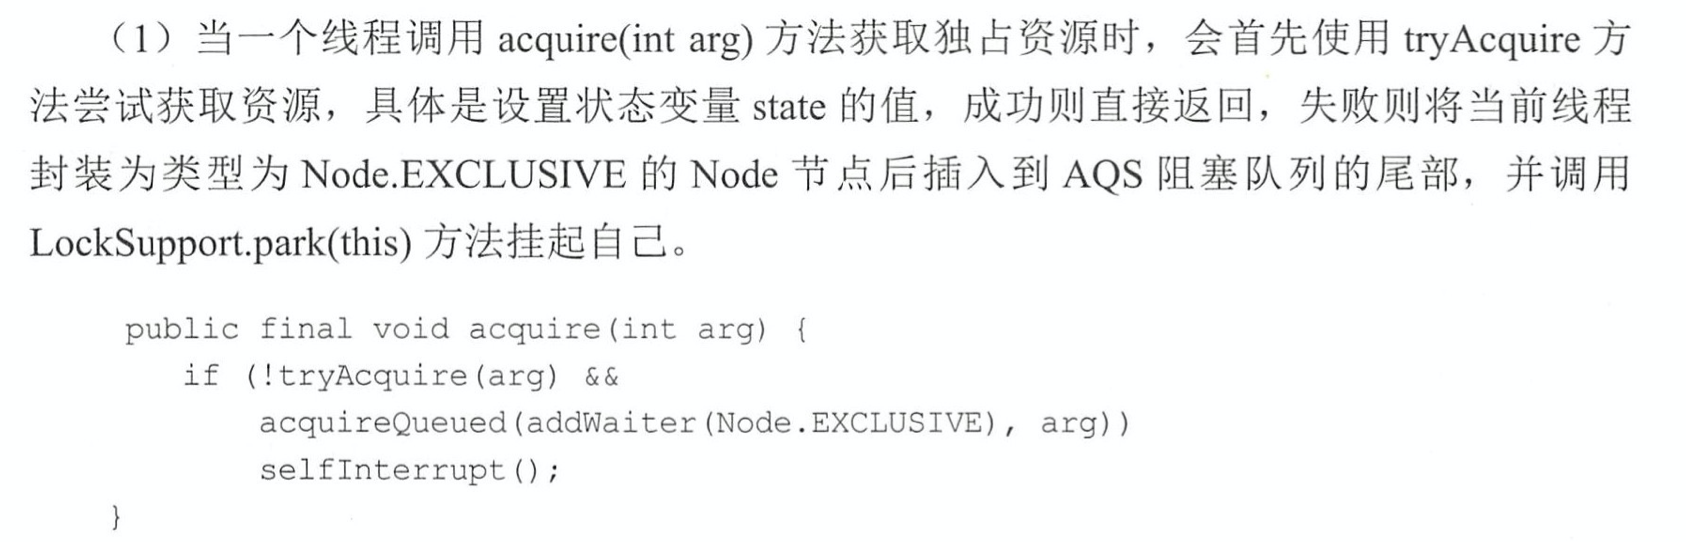 （1）当一个线程调用 acquire(int arg) 方法获取独占资源时，会首先使用 tryAcquire 方
法尝试获取资源，具体是设置状态变量 state 的值，成功则直接返回，失败则将当前线程
封装为类型为 Node.EXCLUSIVE 的 Node 节点后插入到 AQS 阻塞队列的尾部，并调用
LockSupport.park(this) 方法挂起自己。
public final void acquire(int arg) {
if (!tryAcquire(arg) &&
acquireQueued(addWaiter(Node.EXCLUSIVE), arg))
selfInterrupt();
}